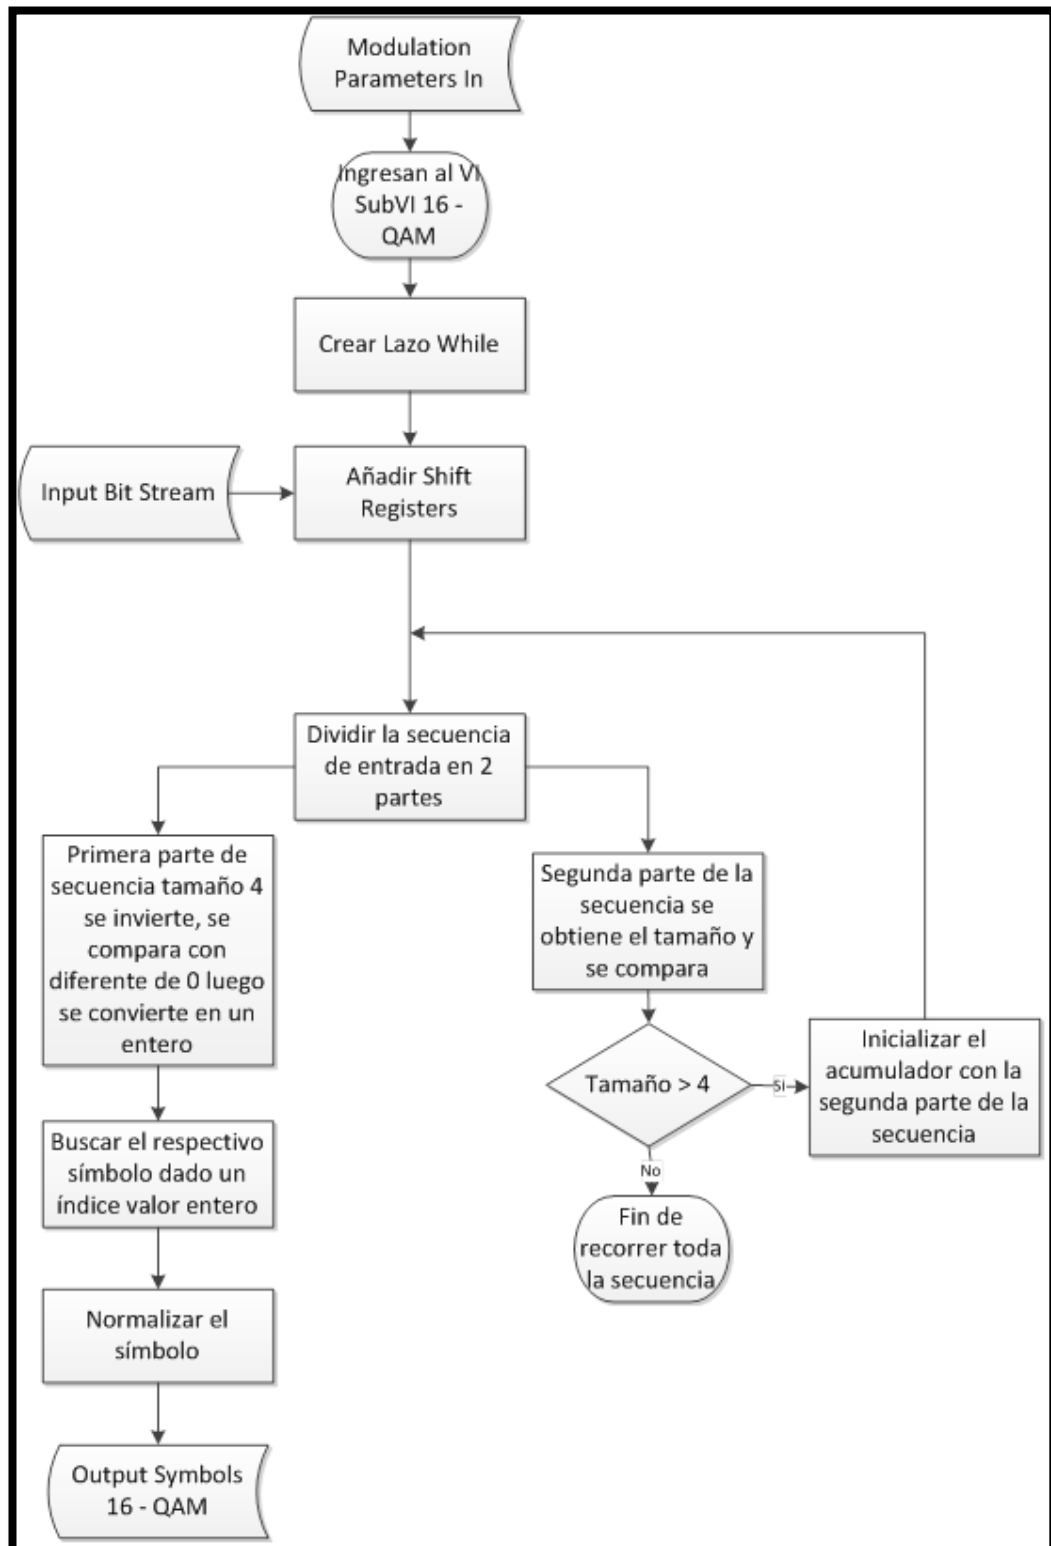 Modulation
Parameters In
Ingresan al VI
SubVI 16 -
QAM
Crear Lazo While
Input Bit Stream
Añadir Shift
Registers
Dividir la secuencia
de entrada en 2
partes
Primera parte de
secuencia tamaño 4
se invierte, se
compara con
diferente de 0 luego
se convierte en un
entero
Segunda parte de la
secuencia se
obtiene el tamaño y
se compara
Tamaño > 4
Si
Inicializar el
acumulador con la
segunda parte de la
secuencia
Buscar el respectivo
símbolo dado un
índice valor entero
No
Fin de
recorrer toda
la secuencia
Normalizar el
símbolo
Output Symbols
16 - QAM